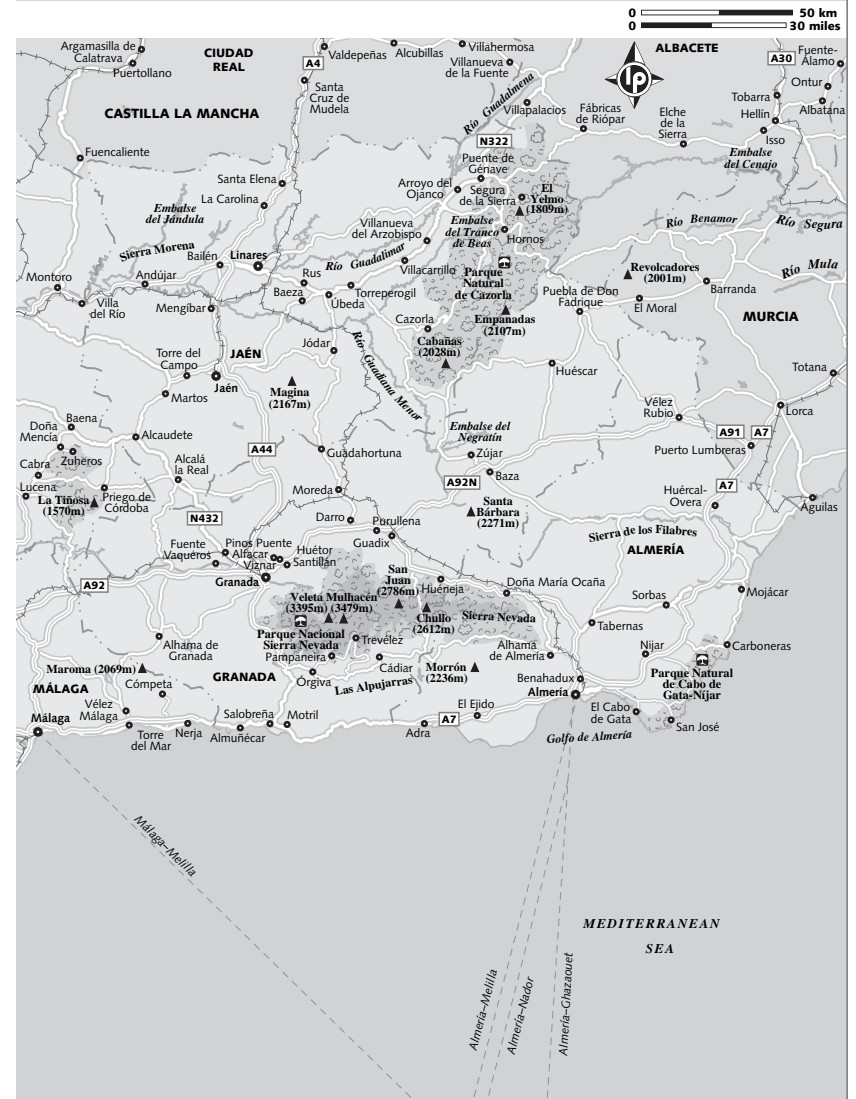 0 50 km
0 30 miles
Argamasilla de
Calatrava
Puertollano
CIUDAD
REAL
A4
Valdepeñas
Alcubillas
Villahermosa
Villanueva
de la Fuente
ALBACETE
lp
A30
Fuente-
Álamo
Ontur
Albatana
Tobarra
Hellín
Isso
Santa
Cruz de
Mudela
CASTILLA LA MANCHA
Río Guadalmena
Villapalacios
Fábricas
de Riópar
Elche
de la
Sierra
Embalse
del Cenajo
N322
Fuencaliente
Puente de
Génave
Santa Elena
La Carolina
Arroyo del
Ojanco
Segura
de la Sierra
El
Yelmo
(1809m)
Embalse
del Jándula
Villanueva
del Arzobispo
Embalse
del Tranco
de Beas
Hornos
Río Benamor
Río Segura
Sierra Morena
Bailén
Linares
Río Guadalimar
Villacarrillo
Revolcadores
(2001m)
Río Mula
Montoro
Andújar
Rus
Baeza
Úbeda
Torreperogil
Parque
Natural
de Cazorla
Puebla de Don
Fadrique
Barranda
El Moral
Villa
del Río
Mengíbar
Cazorla
Empanadas
(2107m)
MURCIA
Cabañas
(2028m)
Río Guadiana Menor
Jódar
JAÉN
Torre del
Campo
Jaén
Huéscar
Totana
Martos
Magina
(2167m)
Baena
Doña
Mencía
Zuheros
Cabra
Lucena
Alcaudete
Vélez
Rubio
Lorca
Embalse del
Negratín
A91
A7
Alcalá
la Real
A44
Guadahortuna
Zújar
Baza
Puerto Lumbreras
La Tiñosa
(1570m)
Priego de
Córdoba
Moreda
A92N
A7
Huércal-
Overa
Santa
Bárbara
(2271m)
Aguilas
N432
Darro
Purullena
Guadix
Sierra de los Filabres
ALMERÍA
Fuente
Vaqueros
Pinos Puente
Alfacar
Viznar
Huétor
Santillán
Granada
A92
San
Juan
(2786m)
Huéneja
Doña María Ocaña
Mojácar
Veleta
(3395m)
Mulhacén
(3479m)
Chullo
(2612m)
Sierra Nevada
Sorbas
Tabernas
Parque Nacional
Sierra Nevada
Trevélez
Pampaneira
Alhama de
Granada
Alhama
de Almería
Nijar
Carboneras
Maroma (2069m)
Cádiar
Morrón
(2236m)
Parque Natural
de Cabo de
Gata-Níjar
MÁLAGA
Cómpeta
GRANADA
Órgiva
Las Alpujarras
Benahadux
Almería
Málaga
Vélez
Málaga
Torre
del Mar
Nerja
Salobreña
Almuñécar
Motril
Adra
A7
El Ejido
El Cabo
de Gata
San José
Golfo de Almería
Málaga–Melilla
MEDITERRANEAN
SEA
Almería–Melilla
Almería–Nador
Almería–Ghazaouet